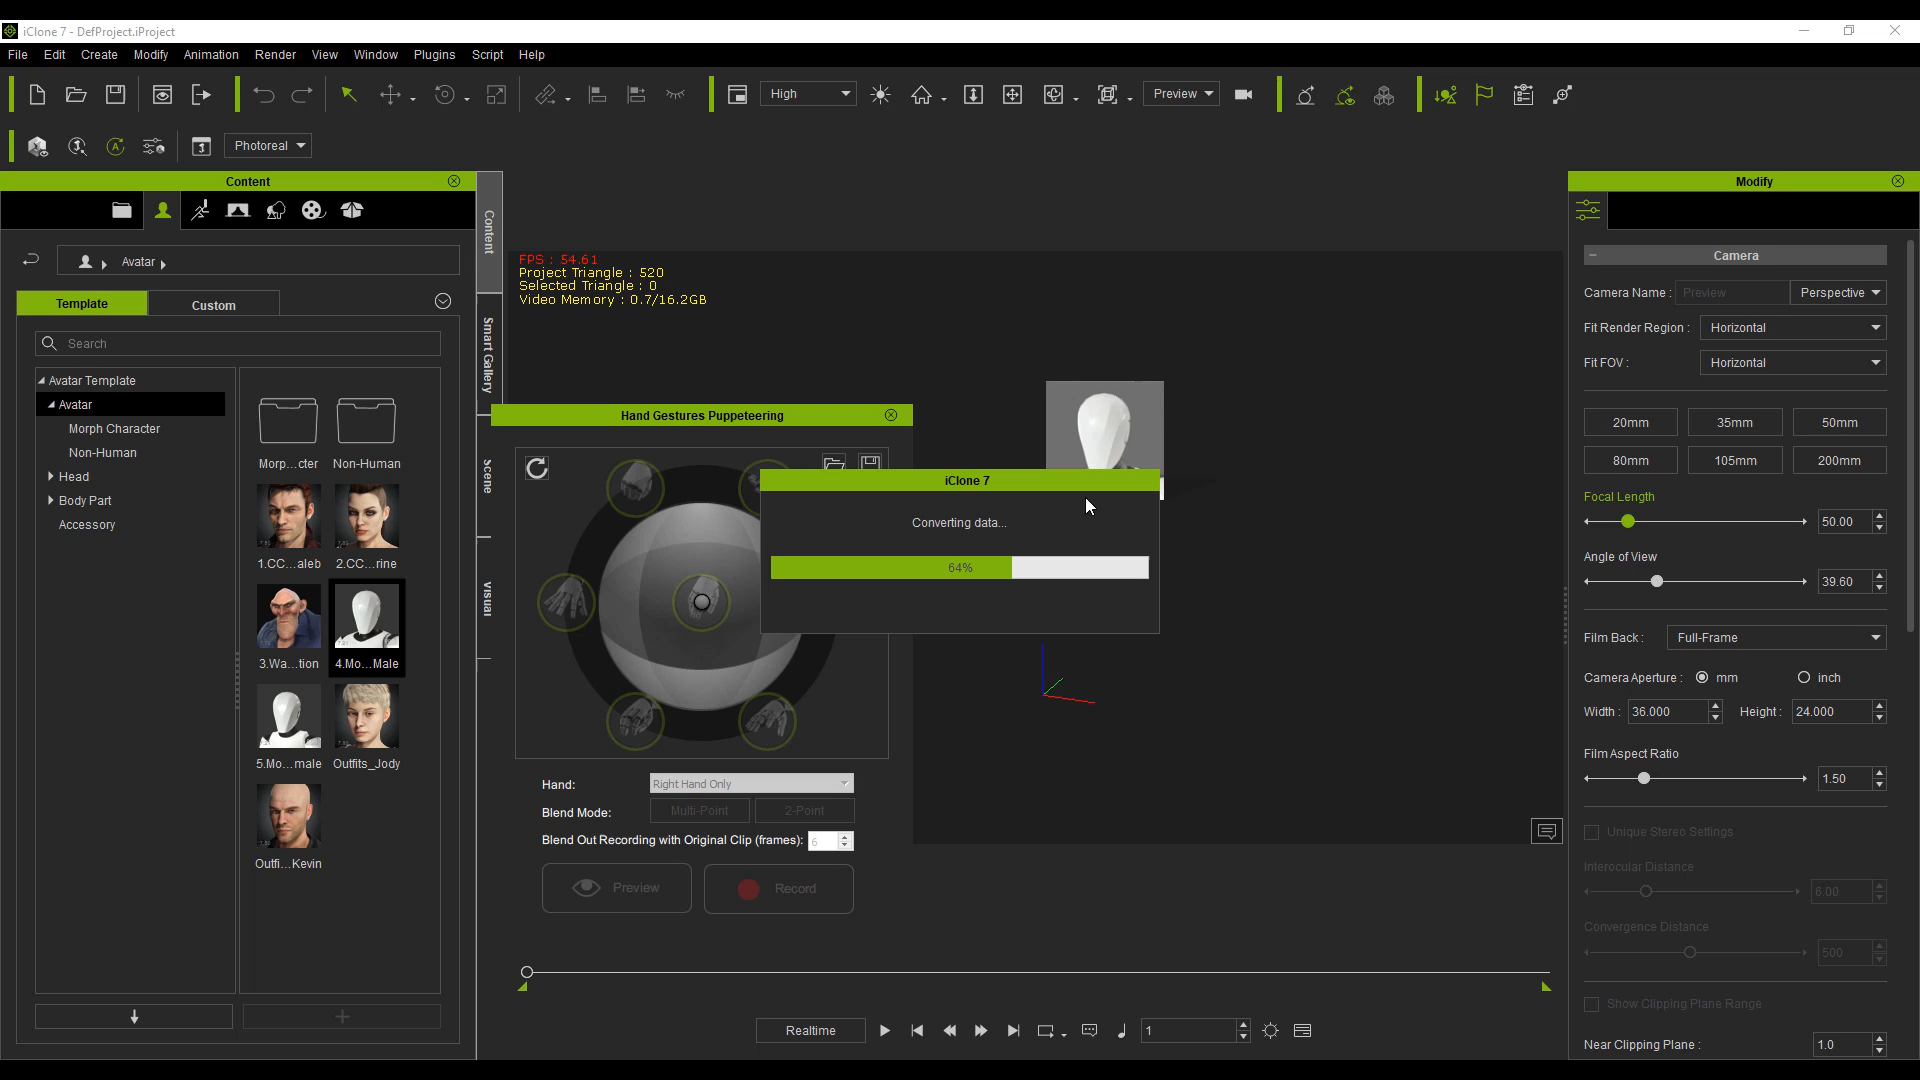 iClone 7 - DefProject.iProject
File Edit Create Modify Animation Render View Window Plugins Script Help
High
Preview
Photoreal
Content
Avatar
Template
Custom
Search
Avatar Template
Avatar
Morph Character
Non-Human
Head
Body Part
Accessory
Morp...cter
Non-Human
1.CC...aleb
2.CC...rine
3.Wa...tion
4.Mo...Male
5.Mo...male
Outfits_Jody
Outfi...Kevin
Content
Smart Gallery
Scene
Visual
FPS : 54.61
Project Triangle : 520
Selected Triangle : 0
Video Memory : 0.7/16.2GB
Hand Gestures Puppeteering
iClone 7
Converting data...
64%
Hand:
Right Hand Only
Blend Mode:
Multi-Point
2-Point
Blend Out Recording with Original Clip (frames):
6
Preview
Record
Realtime
1
Modify
Camera
Camera Name :
Preview
Perspective
Fit Render Region :
Horizontal
Fit FOV :
Horizontal
20mm
35mm
50mm
80mm
105mm
200mm
Focal Length
50.00
Angle of View
39.60
Film Back :
Full-Frame
Camera Aperture :
mm
inch
Width :
36.000
Height :
24.000
Film Aspect Ratio
1.50
Unique Stereo Settings
Interocular Distance
6.00
Convergence Distance
500
Show Clipping Plane Range
Near Clipping Plane :
1.0